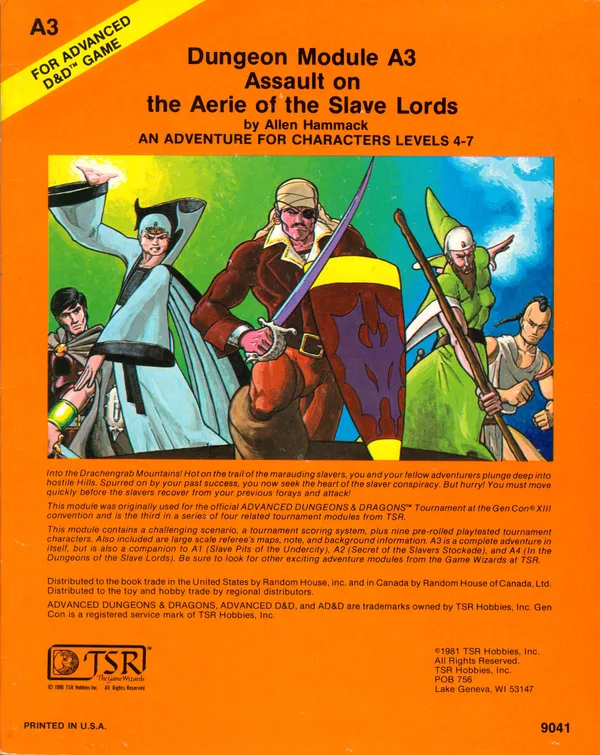 A3
FOR ADVANCED
D&D™ GAME
Dungeon Module A3
Assault on
the Aerie of the Slave Lords
by Allen Hammack
AN ADVENTURE FOR CHARACTERS LEVELS 4-7
Into the Drachengrab Mountains! Hot on the trail of the marauding slavers, you and your fellow adventurers plunge deep into
hostile Hills. Spurred on by your past success, you now seek the heart of the slaver conspiracy. But hurry! You must move
quickly before the slavers recover from your previous forays and attack!
This module was originally used for the official ADVANCED DUNGEONS & DRAGONS™ Tournament at the Gen Con® XIII
convention and is the third in a series of four related tournament modules from TSR.
This module contains a challenging scenario, a tournament scoring system, plus nine pre-rolled playtested tournament
characters. Also included are large scale referee's maps, note, and background information. A3 is a complete adventure in
itself, but is also a companion to A1 (Slave Pits of the Undercity), A2 (Secret of the Slavers Stockade), and A4 (In the
Dungeons of the Slave Lords). Be sure to look for other exciting adventure modules from the Game Wizards at TSR.
Distributed to the book trade in the United States by Random House, inc. and in Canada by Random House of Canada, Ltd.
Distributed to the toy and hobby trade by regional distributors.
ADVANCED DUNGEONS & DRAGONS, ADVANCED D&D, and AD&D are trademarks owned by TSR Hobbies, Inc. Gen
Con is a registered service mark of TSR Hobbies, Inc.
TSR™
The Game Wizards
© 1980 TSR Hobbies Inc. All Rights Reserved
©1981 TSR Hobbies, Inc.
All Rights Reserved.
TSR Hobbies, Inc.
POB 756
Lake Geneva, WI 53147
PRINTED IN U.S.A.
9041